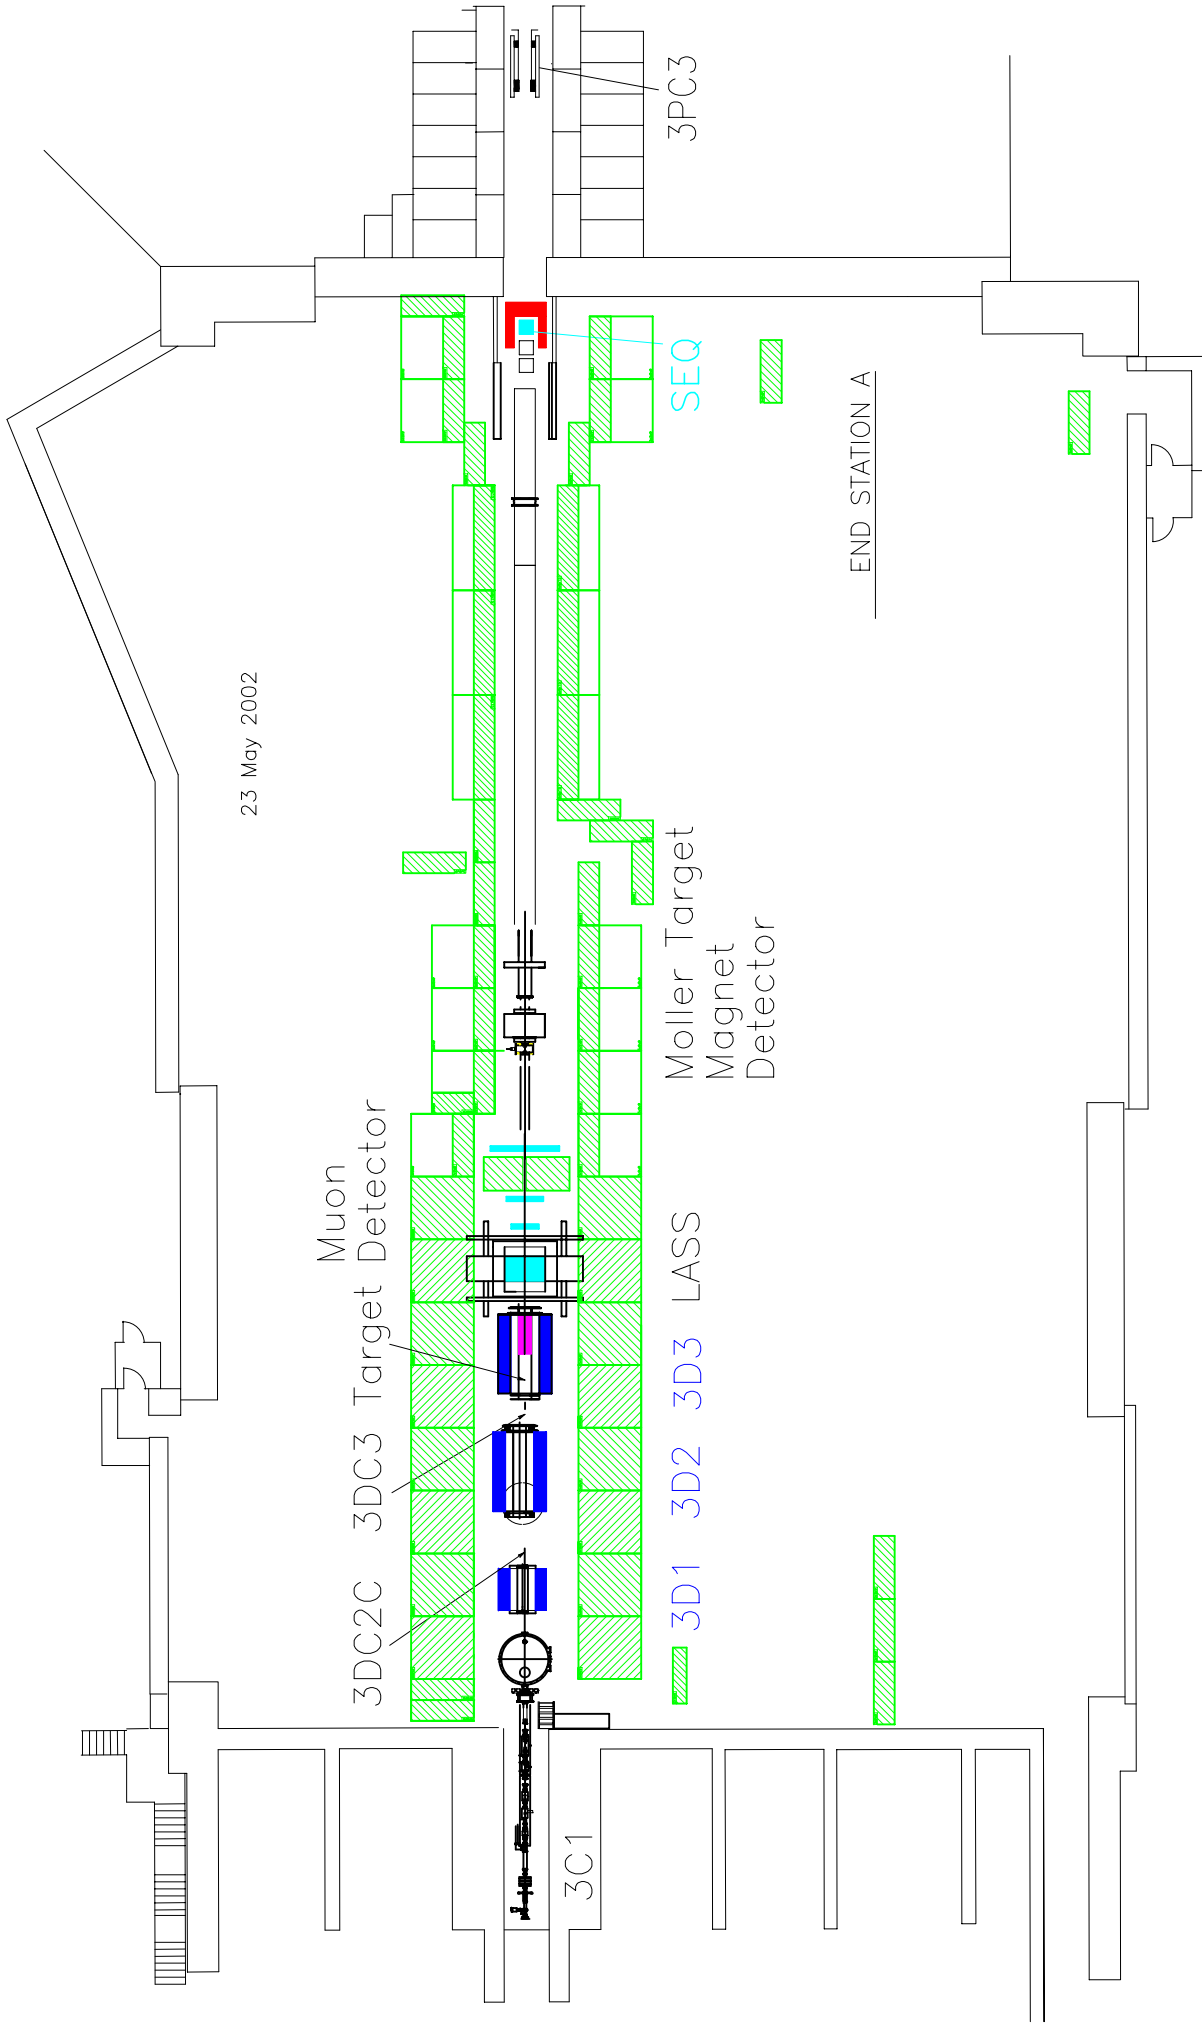 3DC2C
3DC3
Muon
Target Detector
23 May 2002
3C1
3D1
3D2
3D3
LASS
Moller Target
Magnet
Detector
SEQ
3PC3
END STATION A